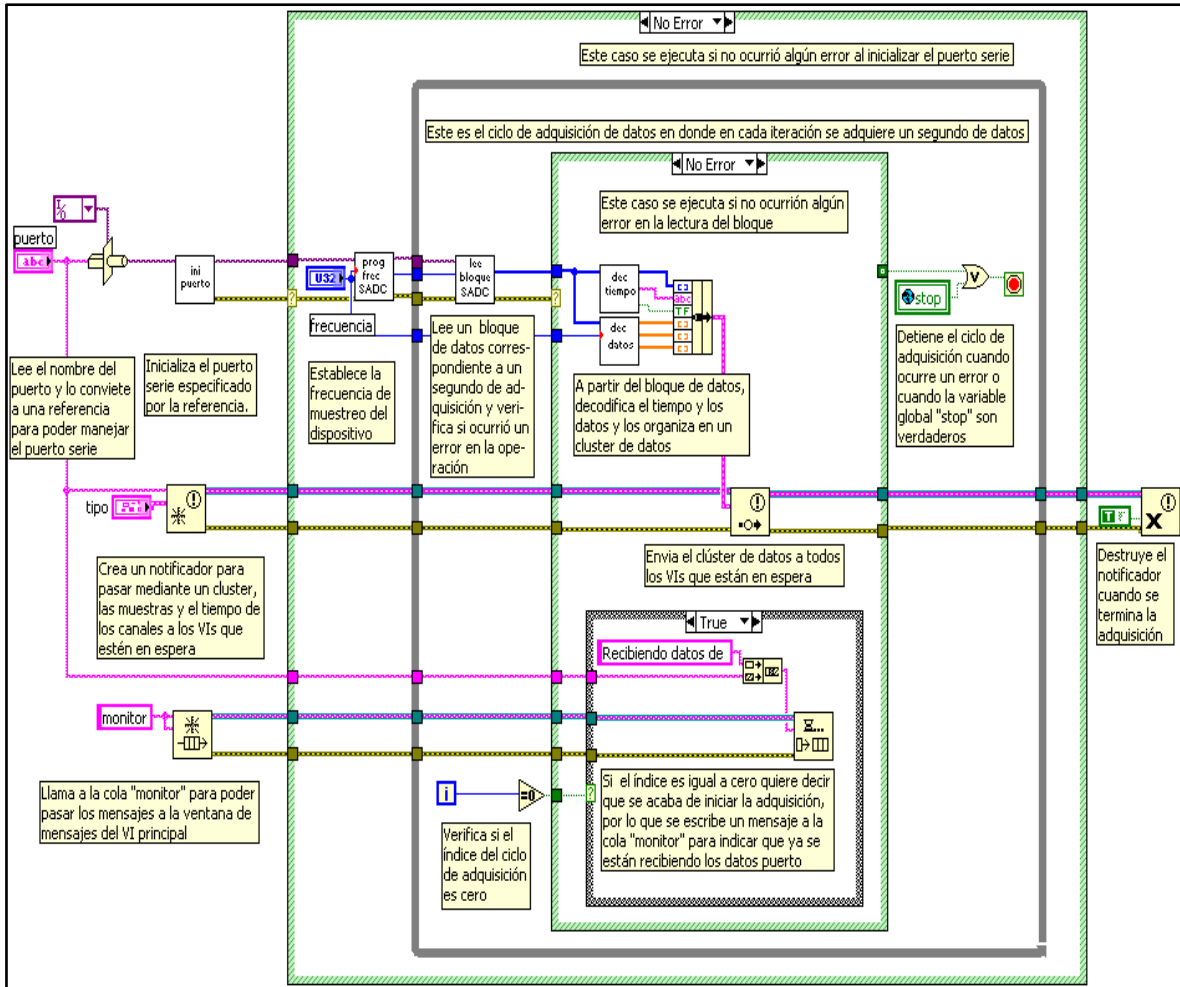 No Error
Este caso se ejecuta si no ocurrió algún error al inicializar el puerto serie
Este es el ciclo de adquisición de datos en donde en cada iteración se adquiere un segundo de datos
No Error
Este caso se ejecuta si no ocurrión algún
error en la lectura del bloque
I/O
puerto
abc
ini
puerto
U32
prog
frec
SADC
lee
bloque
SADC
dec
tiempo
abc
TF
dec
datos
V
stop
frecuencia
Lee el nombre del
puerto y lo conviete
a una referencia
para poder manejar
el puerto serie
Inicializa el puerto
serie especificado
por la referencia.
Establece la
frecuencia de
muestreo del
dispositivo
Lee un bloque
de datos corres-
pondiente a un
segundo de ad-
quisición y veri-
fica si ocurrió un
error en la ope-
ración
A partir del bloque de datos,
decodifica el tiempo y los
datos y los organiza en un
cluster de datos
Detiene el ciclo de
adquisición cuando
ocurre un error o
cuando la variable
global "stop" son
verdaderos
tipo
T F
X
Crea un notificador para
pasar mediante un cluster,
las muestras y el tiempo de
los canales a los VIs que
estén en espera
Envia el clúster de datos a todos
los VIs que están en espera
Destruye el
notificador
cuando se
termina la
adquisición
True
Recibiendo datos de
monitor
Llama a la cola "monitor" para poder
pasar los mensajes a la ventana de
mensajes del VI principal
i
=0
?
Verifica si el
índice del ciclo
de adquisición
es cero
Si el índice es igual a cero quiere decir
que se acaba de iniciar la adquisición,
por lo que se escribe un mensaje a la
cola "monitor" para indicar que ya se
están recibiendo los datos puerto